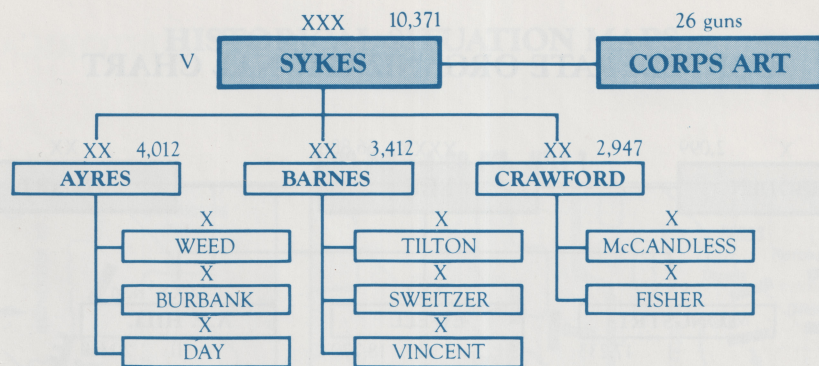 XXX 10,371 26 guns
V SYKES CORPS ART
XX 4,012 XX 3,412 XX 2,947
AYRES BARNES CRAWFORD
X X X
WEED TILTON McCANDLESS
X X X
BURBANK SWEITZER FISHER
X X
DAY VINCENT